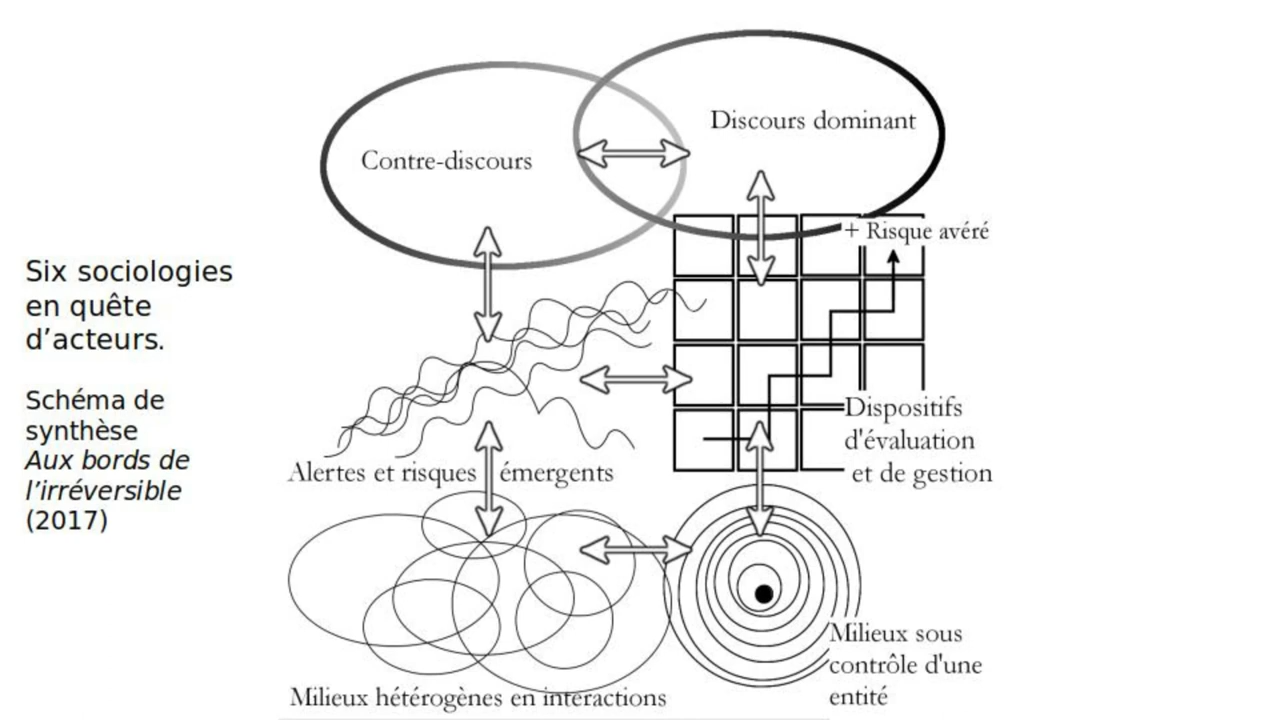 Six sociologies
en quête
d’acteurs.
Schéma de
synthèse
Aux bords de
l’irréversible
(2017)
Contre-discours
Discours dominant
+ Risque avéré
Alertes et risques émergents
Dispositifs
d'évaluation
et de gestion
Milieux hétérogènes en interactions
Milieux sous
contrôle d'une
entité